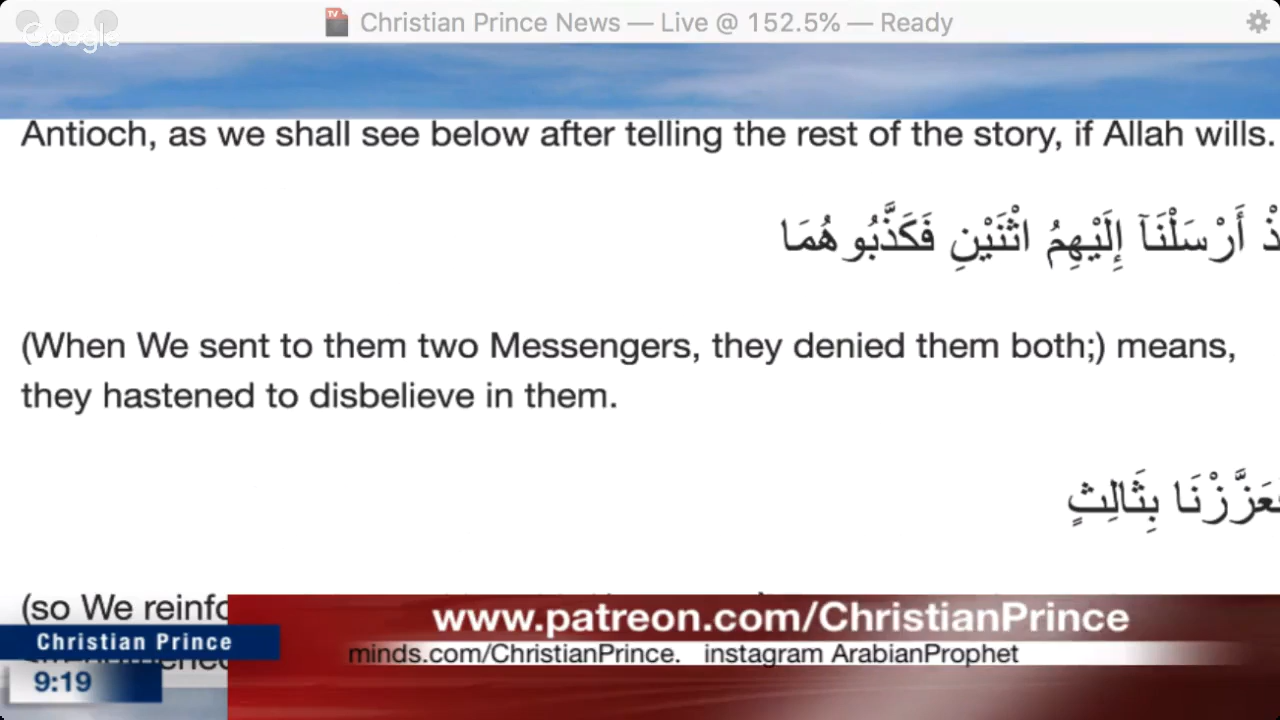 Christian Prince News — Live @ 152.5% — Ready
Google
Antioch, as we shall see below after telling the rest of the story, if Allah wills.
ذْ أَرْسَلْنَآ إِلَيْهِمُ اثْنَيْنِ فَكَذَّبُوهُمَا
(When We sent to them two Messengers, they denied them both;) means,
they hastened to disbelieve in them.
عَزَّزْنَا بِثَالِثٍ
(so We reinfo
www.patreon.com/ChristianPrince
Christian Prince
minds.com/ChristianPrince. instagram ArabianProphet
9:19